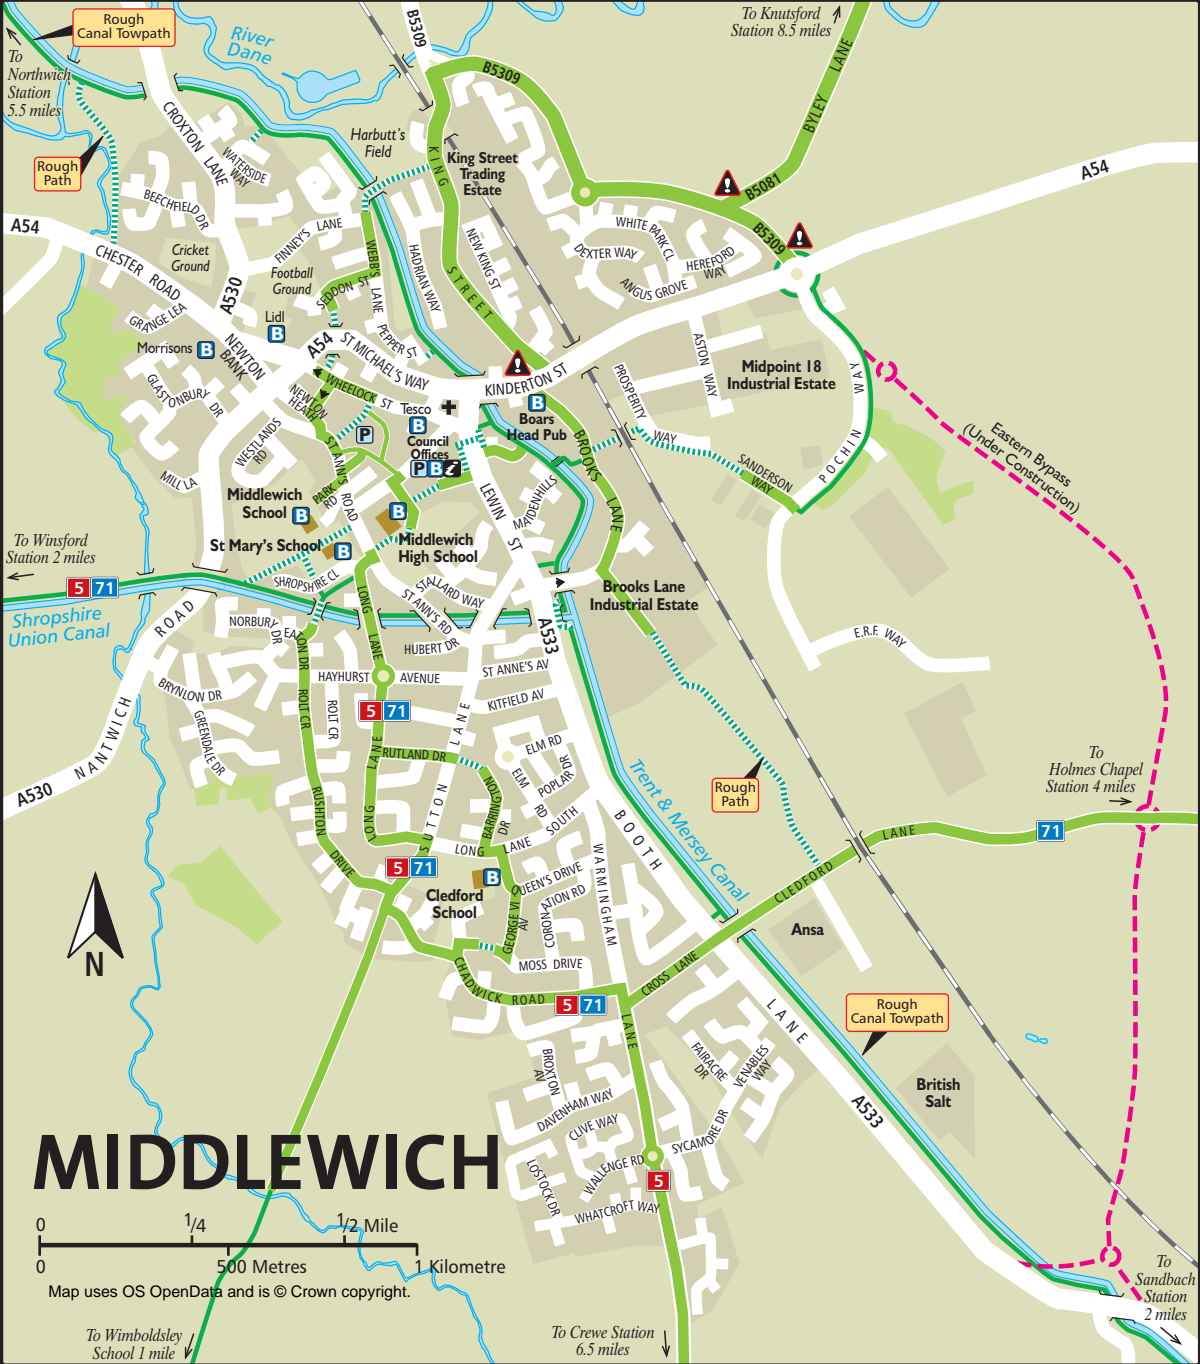 Rough
Canal Towpath
To
Northwich
Station
5.5 miles
River
Dane
B5309
B5309
To Knutsford
Station 8.5 miles
BYLEY LANE
CROXTON LANE
Harbutt's
Field
WATERSIDE
WAY
Rough
Path
KING STREET
King Street
Trading
Estate
B5081
A54
BEECHFIELD DR
A54
CHESTER ROAD
Cricket
Ground
FINNEY'S LANE
WEBB'S LANE
HADRIAN WAY
NEW KING ST
WHITE PARK CL
DEXTER WAY
HEREFORD
WAY
ANGUS GROVE
B5309
Football
Ground
SEDDON ST
A530
GRANGE LEA
Lidl
B
Morrisons B
NEWTON
BANK
A54
ST MICHAEL'S WAY
PEPPER ST
KINDERTON ST
ASTON WAY
Midpoint 18
Industrial Estate
POCHIN WAY
GLASTONBURY DR
NEWTON
HEATH
WHEELOCK ST
Tesco
B
B
Boars
Head Pub
PROSPERITY WAY
Eastern Bypass
(Under Construction)
WESTLANDS
RD
P
Council
Offices
P B i
BROOKS LANE
SANDERSON
WAY
MILL LA
ST ANN'S ROAD
PARK
RD
Middlewich
School B
B
LEWIN ST
MAIDENHILLS
To Winsford
Station 2 miles
St Mary's School
B
Middlewich
High School
5 71
SHROPSHIRE CL
STALLARD WAY
ST ANN'S RD
Brooks Lane
Industrial Estate
Shropshire
Union Canal
ROAD
NORBURY
DR
EATON DR
LONG LANE
HUBERT DR
A533
E.R.F. WAY
HAYHURST AVENUE
ST ANNE'S AV
BRYNLOW DR
KITFIELD AV
5 71
NANTWICH
GREENDALE DR
ROLT CR
ROLT CR
LANE
RUTLAND DR
ELM RD
ELM RD
POPLAR DR
A530
RUSHTON DRIVE
LONG
SUTTON LANE
BARRINGTON
DR
SOUTH
Trent & Mersey Canal
Rough
Path
To
Holmes Chapel
Station 4 miles
LONG LANE
BOOTH
WARMINGHAM
71
LANE
CLEDFORD
5 71
Cledford
School
B
QUEEN'S DRIVE
CORONATION RD
GEORGE VI
AV
Ansa
N
MOSS DRIVE
CROSS LANE
CHADWICK ROAD
5 71
LANE
LANE
Rough
Canal Towpath
FAIRACRE
DR
VENABLES
WAY
BROXTON
AV
British
Salt
DAVENHAM WAY
CLIVE WAY
A533
SYCAMORE DR
MIDDLEWICH
WALLENGE RD
LOSTOCK DR
5
WHATCROFT WAY
0 1/4 1/2 Mile
0 500 Metres 1 Kilometre
Map uses OS OpenData and is © Crown copyright.
To Wimboldsley
School 1 mile
To Crewe Station
6.5 miles
To
Sandbach
Station
2 miles